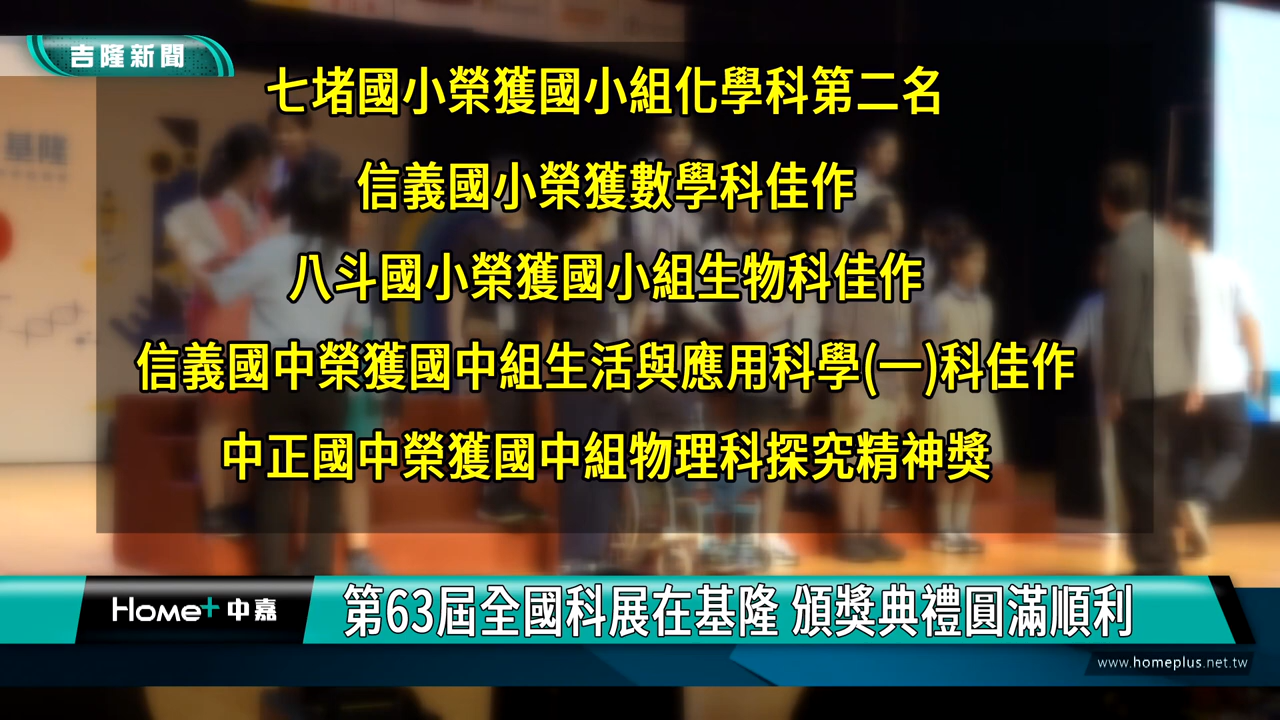 吉隆新聞
基隆
七堵國小榮獲國小組化學科第二名
信義國小榮獲數學科佳作
八斗國小榮獲國小組生物科佳作
信義國中榮獲國中組生活與應用科學(一)科佳作
中正國中榮獲國中組物理科探究精神獎
Home+中嘉
第63屆全國科展在基隆 頒獎典禮圓滿順利
www.homeplus.net.tw